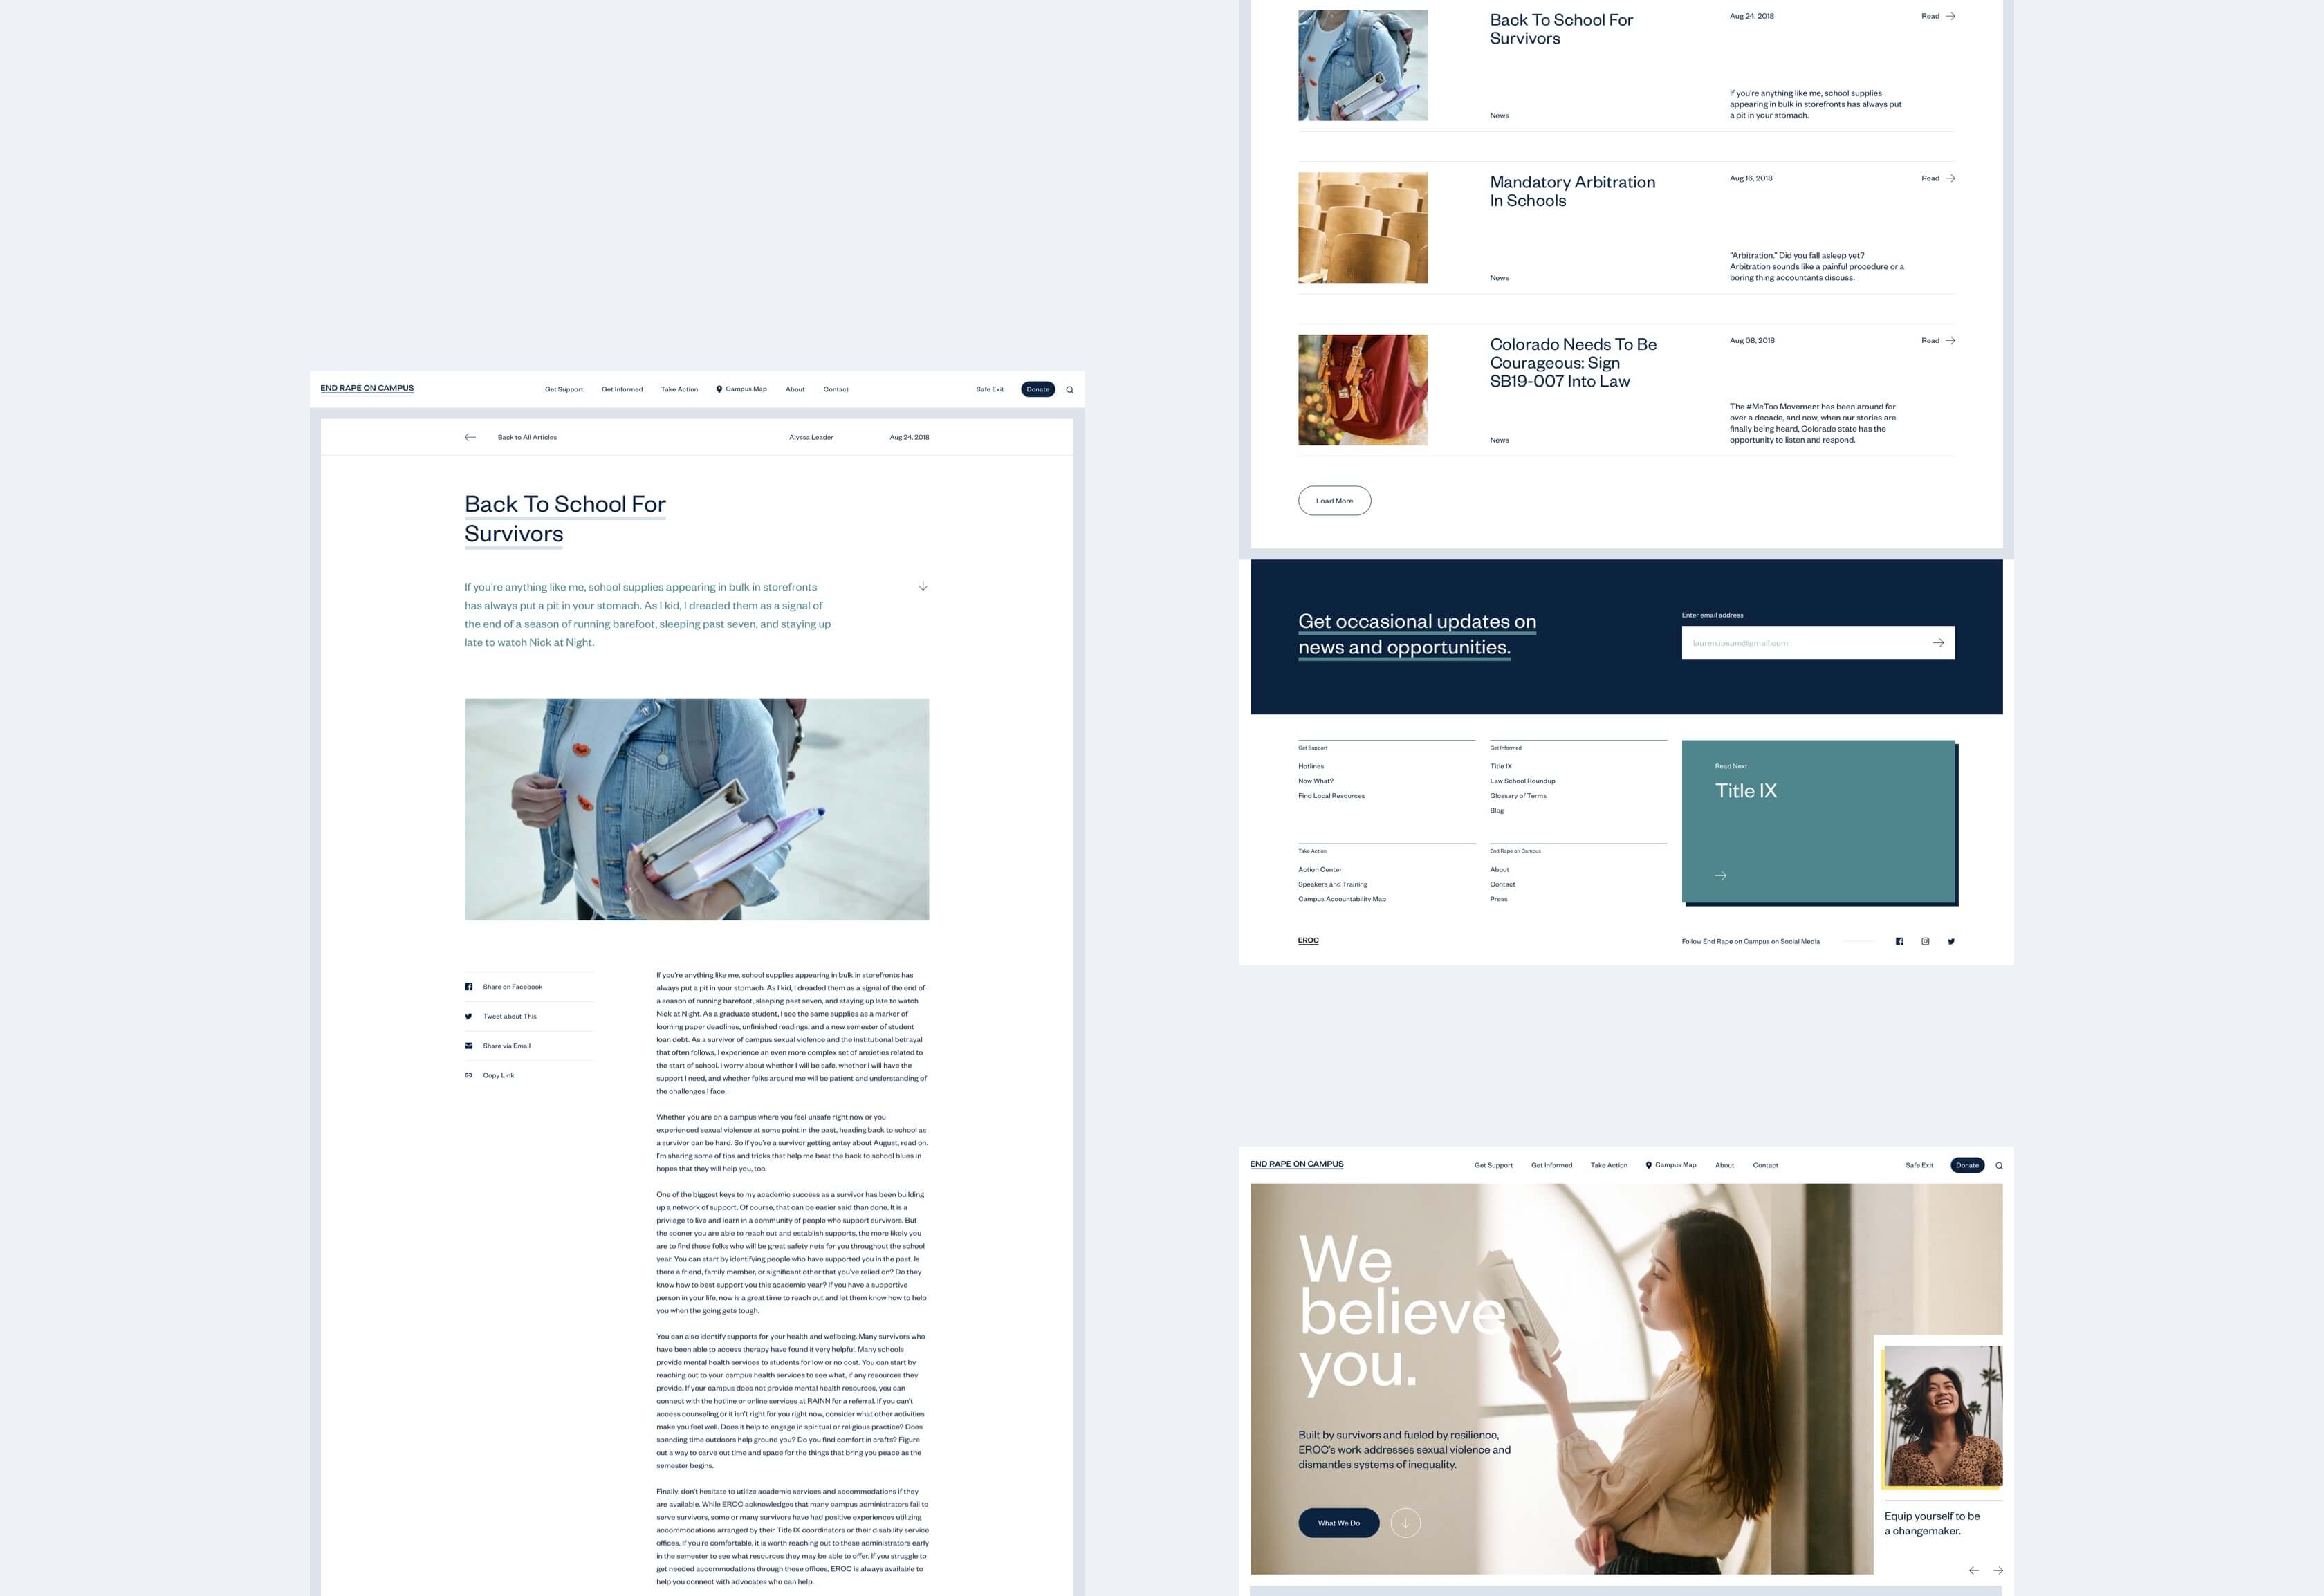 END RAPE ON CAMPUS
Get Support
Get Informed
Take Action
Campus Map
About
Contact
Safe Exit
Donate
Back to All Articles
Alyssa Leader
Aug 24, 2018
Back To School For
Survivors
If you're anything like me, school supplies appearing in bulk in storefronts
has always put a pit in your stomach. As I kid, I dreaded them as a signal of
the end of a season of running barefoot, sleeping past seven, and staying up
late to watch Nick at Night.
Share on Facebook
Tweet about This
Share via Email
Copy Link
If you're anything like me, school supplies appearing in bulk in storefronts has
always put a pit in your stomach. As I kid, I dreaded them as a signal of the end of
a season of running barefoot, sleeping past seven, and staying up late to watch
Nick at Night. As a graduate student, I see the same supplies as a marker of
looming paper deadlines, unfinished readings, and a new semester of student
loan debt. As a survivor of campus sexual violence and the institutional betrayal
that often follows, I experience an even more complex set of anxieties related to
the start of school. I worry about whether I will be safe, whether I will have the
support I need, and whether folks around me will be patient and understanding of
the challenges I face.
Whether you are on a campus where you feel unsafe right now or you
experienced sexual violence at some point in the past, heading back to school as
a survivor can be hard. So if you're a survivor getting antsy about August, read on.
I'm sharing some of tips and tricks that help me beat the back to school blues in
hopes that they will help you, too.
One of the biggest keys to my academic success as a survivor has been building
up a network of support. Of course, that can be easier said than done. It is a
privilege to live and learn in a community of people who support survivors. But
the sooner you are able to reach out and establish supports, the more likely you
are to find those folks who will be great safety nets for you throughout the school
year. You can start by identifying people who have supported you in the past. Is
there a friend, family member, or significant other that you've relied on? Do they
know how to best support you this academic year? If you have a supportive
person in your life, now is a great time to reach out and let them know how to help
you when the going gets tough.
You can also identify supports for your health and wellbeing. Many survivors who
have been able to access therapy have found it very helpful. Many schools
provide mental health services to students for low or no cost. You can start by
reaching out to your campus health services to see what, if any resources they
provide. If your campus does not provide mental health resources, you can
connect with the hotline or online services at RAINN for a referral. If you can't
access counseling or it isn't right for you right now, consider what other activities
make you feel well. Does it help to engage in spiritual or religious practice? Does
spending time outdoors help ground you? Do you find comfort in crafts? Figure
out a way to carve out time and space for the things that bring you peace as the
semester begins.
Finally, don't hesitate to utilize academic services and accommodations if they
are available. While EROC acknowledges that many campus administrators fail to
serve survivors, some or many survivors have had positive experiences utilizing
accommodations arranged by their Title IX coordinators or their disability service
offices. If you're comfortable, it is worth reaching out to these administrators early
in the semester to see what resources they may be able to offer. If you struggle to
get needed accommodations through these offices, EROC is always available to
help you connect with advocates who can help.
Back To School For
Survivors
News
Aug 24, 2018
Read
If you're anything like me, school supplies
appearing in bulk in storefronts has always put
a pit in your stomach.
Mandatory Arbitration
In Schools
News
Aug 16, 2018
Read
"Arbitration." Did you fall asleep yet?
Arbitration sounds like a painful procedure or a
boring thing accountants discuss.
Colorado Needs To Be
Courageous: Sign
SB19-007 Into Law
News
Aug 08, 2018
Read
The #MeToo Movement has been around for
over a decade, and now, when our stories are
finally being heard, Colorado state has the
opportunity to listen and respond.
Load More
Get occasional updates on
news and opportunities.
Enter email address
lauren.ipsum@gmail.com
Get Support
Hotlines
Now What?
Find Local Resources
Get Informed
Title IX
Law School Roundup
Glossary of Terms
Blog
Take Action
Action Center
Speakers and Training
Campus Accountability Map
End Rape on Campus
About
Contact
Press
Read Next
Title IX
EROC
Follow End Rape on Campus on Social Media
END RAPE ON CAMPUS
Get Support
Get Informed
Take Action
Campus Map
About
Contact
Safe Exit
Donate
We
believe
you.
Built by survivors and fueled by resilience,
EROC's work addresses sexual violence and
dismantles systems of inequality.
What We Do
Equip yourself to be
a changemaker.